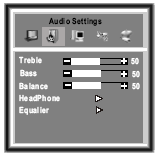 Audio Settings
Treble 50
Bass 50
Balance 50
HeadPhone
Equalier